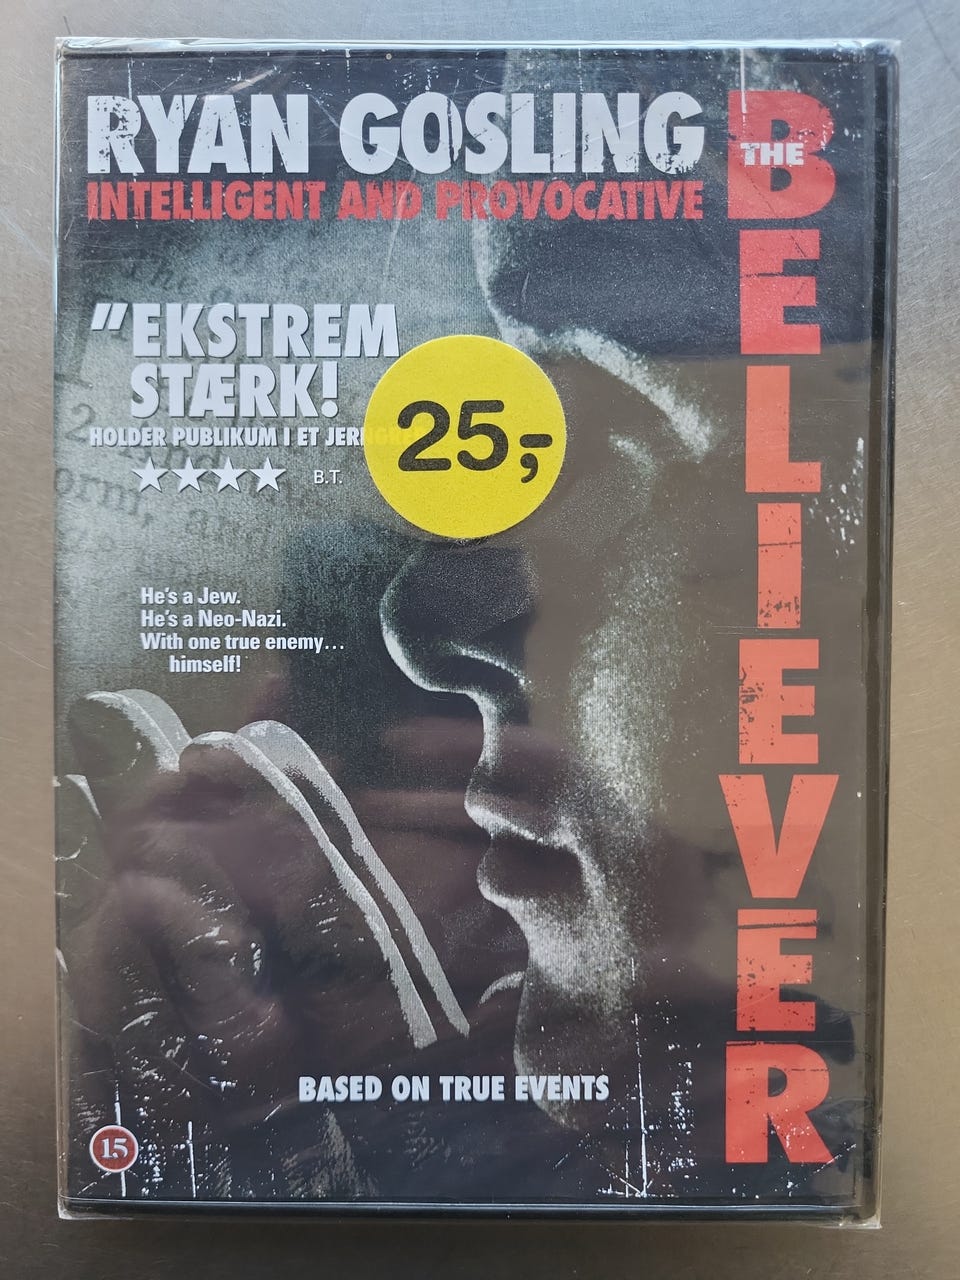 RYAN GOSLING
INTELLIGENT AND PROVOCATIVE
THE
BELIEVER
"EKSTREM
STÆRK!
HOLDER PUBLIKUM I ET JERNGREB
★★★★ B.T.
25,-
He's a Jew.
He's a Neo-Nazi.
With one true enemy...
himself!
BASED ON TRUE EVENTS
15